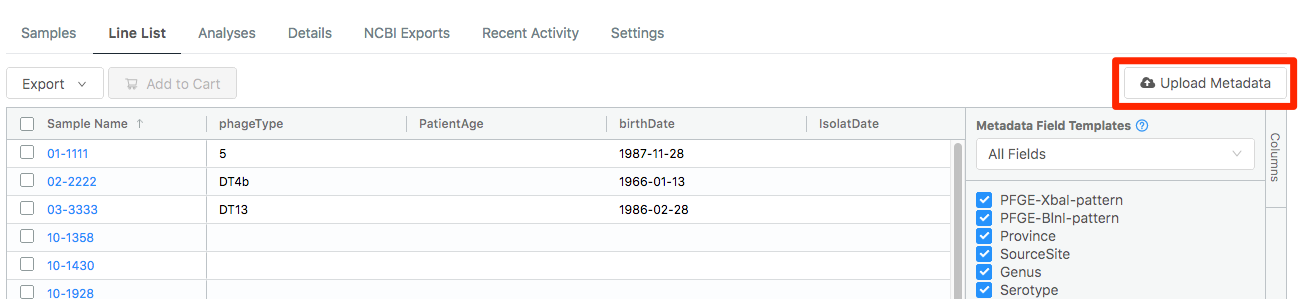 Samples Line List Analyses Details NCBI Exports Recent Activity Settings
Export Add to Cart Upload Metadata
Sample Name ↑ phageType PatientAge birthDate IsolatDate
01-1111 5 1987-11-28
02-2222 DT4b 1966-01-13
03-3333 DT13 1986-02-28
10-1358
10-1430
10-1928
Metadata Field Templates ?
All Fields
PFGE-XbaI-pattern
PFGE-BlnI-pattern
Province
SourceSite
Genus
Serotype
Columns